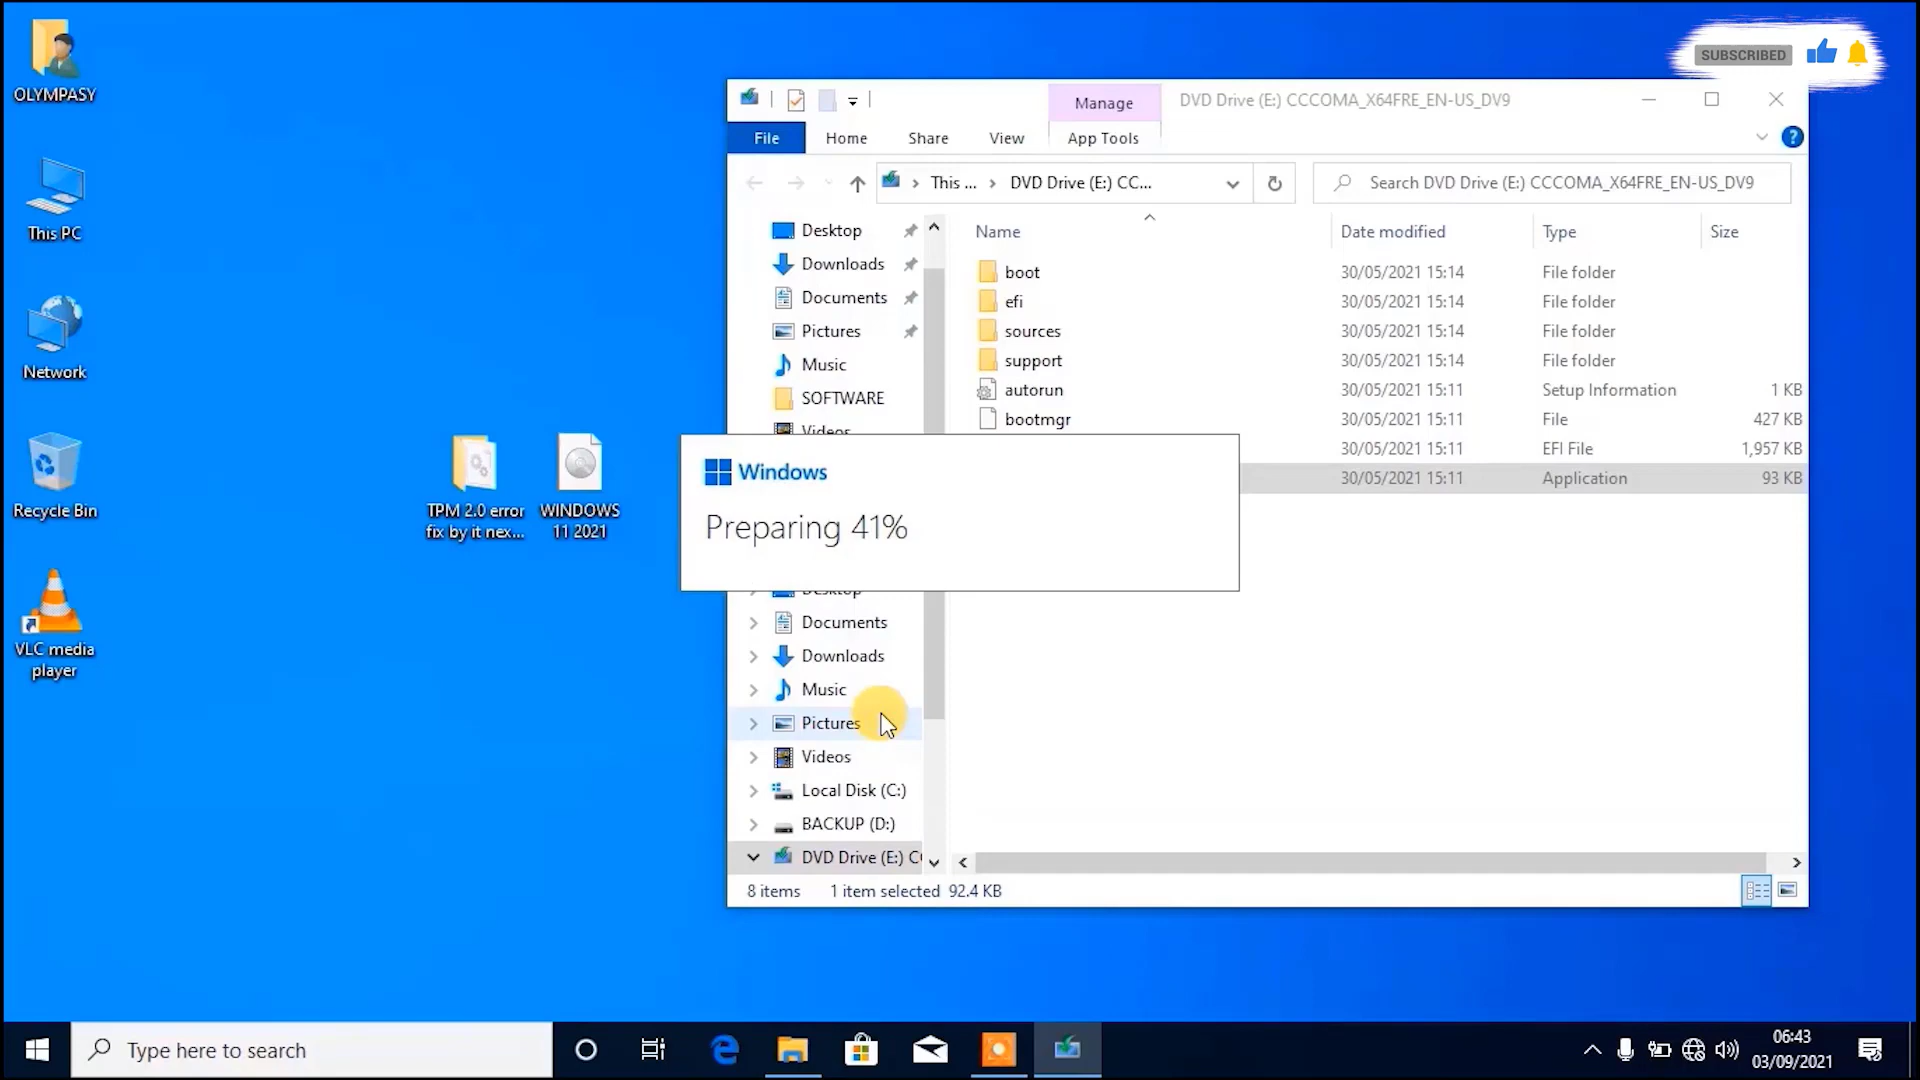 OLYMPASY
This PC
Network
Recycle Bin
VLC media
player
TPM 2.0 error
fix by it nex...
WINDOWS
11 2021
SUBSCRIBED
Manage
DVD Drive (E:) CCCOMA_X64FRE_EN-US_DV9
File
Home
Share
View
App Tools
This ...
DVD Drive (E:) CC...
Search DVD Drive (E:) CCCOMA_X64FRE_EN-US_DV9
Desktop
Downloads
Documents
Pictures
Music
SOFTWARE
Videos
Desktop
Documents
Downloads
Music
Pictures
Videos
Local Disk (C:)
BACKUP (D:)
DVD Drive (E:) C
Name Date modified Type Size
boot 30/05/2021 15:14 File folder
efi 30/05/2021 15:14 File folder
sources 30/05/2021 15:14 File folder
support 30/05/2021 15:14 File folder
autorun 30/05/2021 15:11 Setup Information 1 KB
bootmgr 30/05/2021 15:11 File 427 KB
30/05/2021 15:11 EFI File 1,957 KB
30/05/2021 15:11 Application 93 KB
Windows
Preparing 41%
8 items 1 item selected 92.4 KB
Type here to search
06:43
03/09/2021